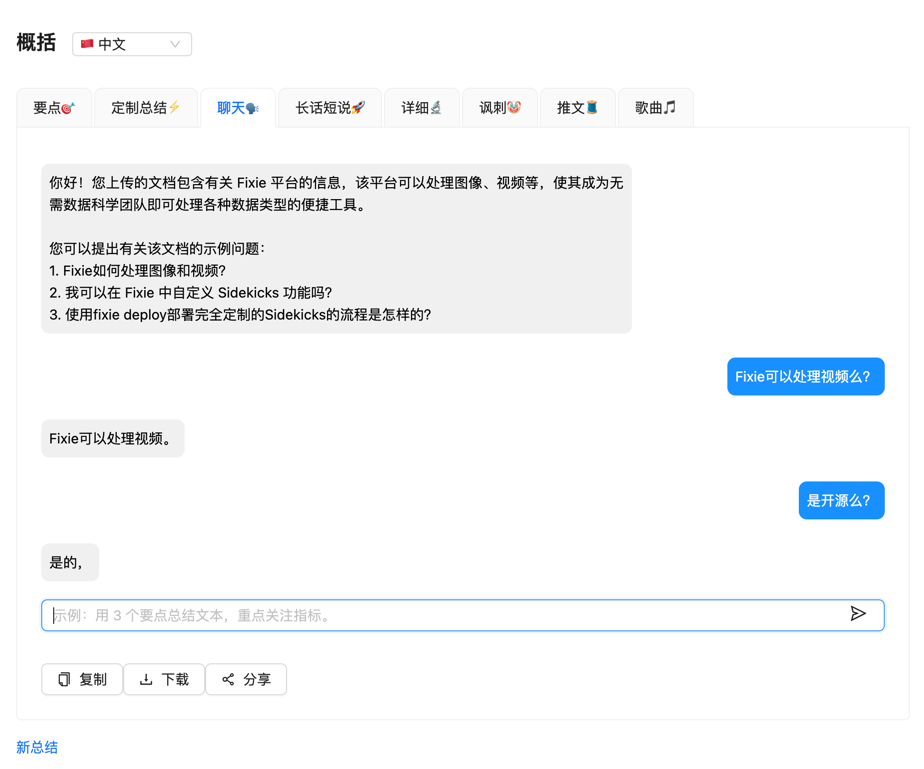 概括
中文
要点
定制总结
聊天
长话短说
详细
讽刺
推文
歌曲
你好！您上传的文档包含有关 Fixie 平台的信息，该平台可以处理图像、视频等，使其成为无
需数据科学团队即可处理各种数据类型的便捷工具。
您可以提出有关该文档的示例问题：
1. Fixie如何处理图像和视频?
2. 我可以在 Fixie 中自定义 Sidekicks 功能吗?
3. 使用fixie deploy部署完全定制的Sidekicks的流程是怎样的?
Fixie可以处理视频么？
Fixie可以处理视频。
是开源么？
是的，
示例：用 3 个要点总结文本，重点关注指标。
复制
下载
分享
新总结